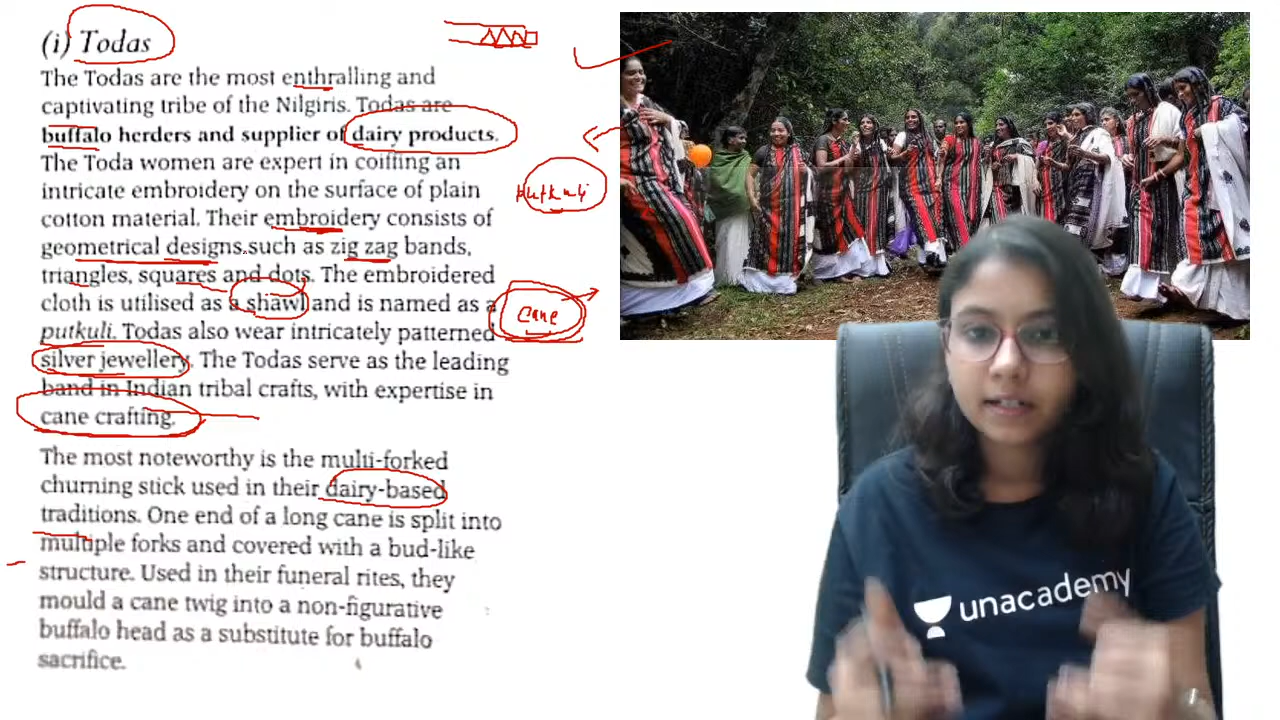 (i) Todas
The Todas are the most enthralling and
captivating tribe of the Nilgiris. Todas are
buffalo herders and supplier of dairy products.
The Toda women are expert in coiffing an
intricate embroidery on the surface of plain
cotton material. Their embroidery consists of
geometrical designs such as zig zag bands,
triangles, squares and dots. The embroidered
cloth is utilised as a shawl and is named as a
putkuli. Todas also wear intricately patterned
silver jewellery. The Todas serve as the leading
band in Indian tribal crafts, with expertise in
cane crafting.
The most noteworthy is the multi-forked
churning stick used in their dairy-based
traditions. One end of a long cane is split into
multiple forks and covered with a bud-like
structure. Used in their funeral rites, they
mould a cane twig into a non-figurative
buffalo head as a substitute for buffalo
sacrifice.
Putkuli
Cane
unacademy